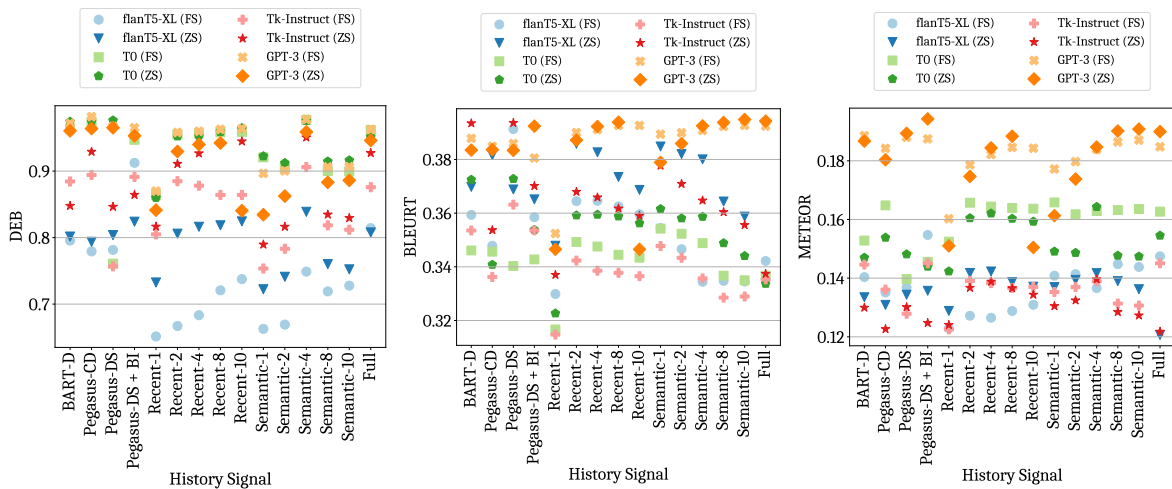 flanT5-XL (FS)
flanT5-XL (ZS)
T0 (FS)
T0 (ZS)
Tk-Instruct (FS)
Tk-Instruct (ZS)
GPT-3 (FS)
GPT-3 (ZS)
DEB
0.9
0.8
0.7
BART-D
Pegasus-CD
Pegasus-DS
Pegasus-DS + BI
Recent-1
Recent-2
Recent-4
Recent-8
Recent-10
Semantic-1
Semantic-2
Semantic-4
Semantic-8
Semantic-10
Full
History Signal
flanT5-XL (FS)
flanT5-XL (ZS)
T0 (FS)
T0 (ZS)
Tk-Instruct (FS)
Tk-Instruct (ZS)
GPT-3 (FS)
GPT-3 (ZS)
BLEURT
0.38
0.36
0.34
0.32
BART-D
Pegasus-CD
Pegasus-DS
Pegasus-DS + BI
Recent-1
Recent-2
Recent-4
Recent-8
Recent-10
Semantic-1
Semantic-2
Semantic-4
Semantic-8
Semantic-10
Full
History Signal
flanT5-XL (FS)
flanT5-XL (ZS)
T0 (FS)
T0 (ZS)
Tk-Instruct (FS)
Tk-Instruct (ZS)
GPT-3 (FS)
GPT-3 (ZS)
METEOR
0.18
0.16
0.14
0.12
BART-D
Pegasus-CD
Pegasus-DS
Pegasus-DS + BI
Recent-1
Recent-2
Recent-4
Recent-8
Recent-10
Semantic-1
Semantic-2
Semantic-4
Semantic-8
Semantic-10
Full
History Signal